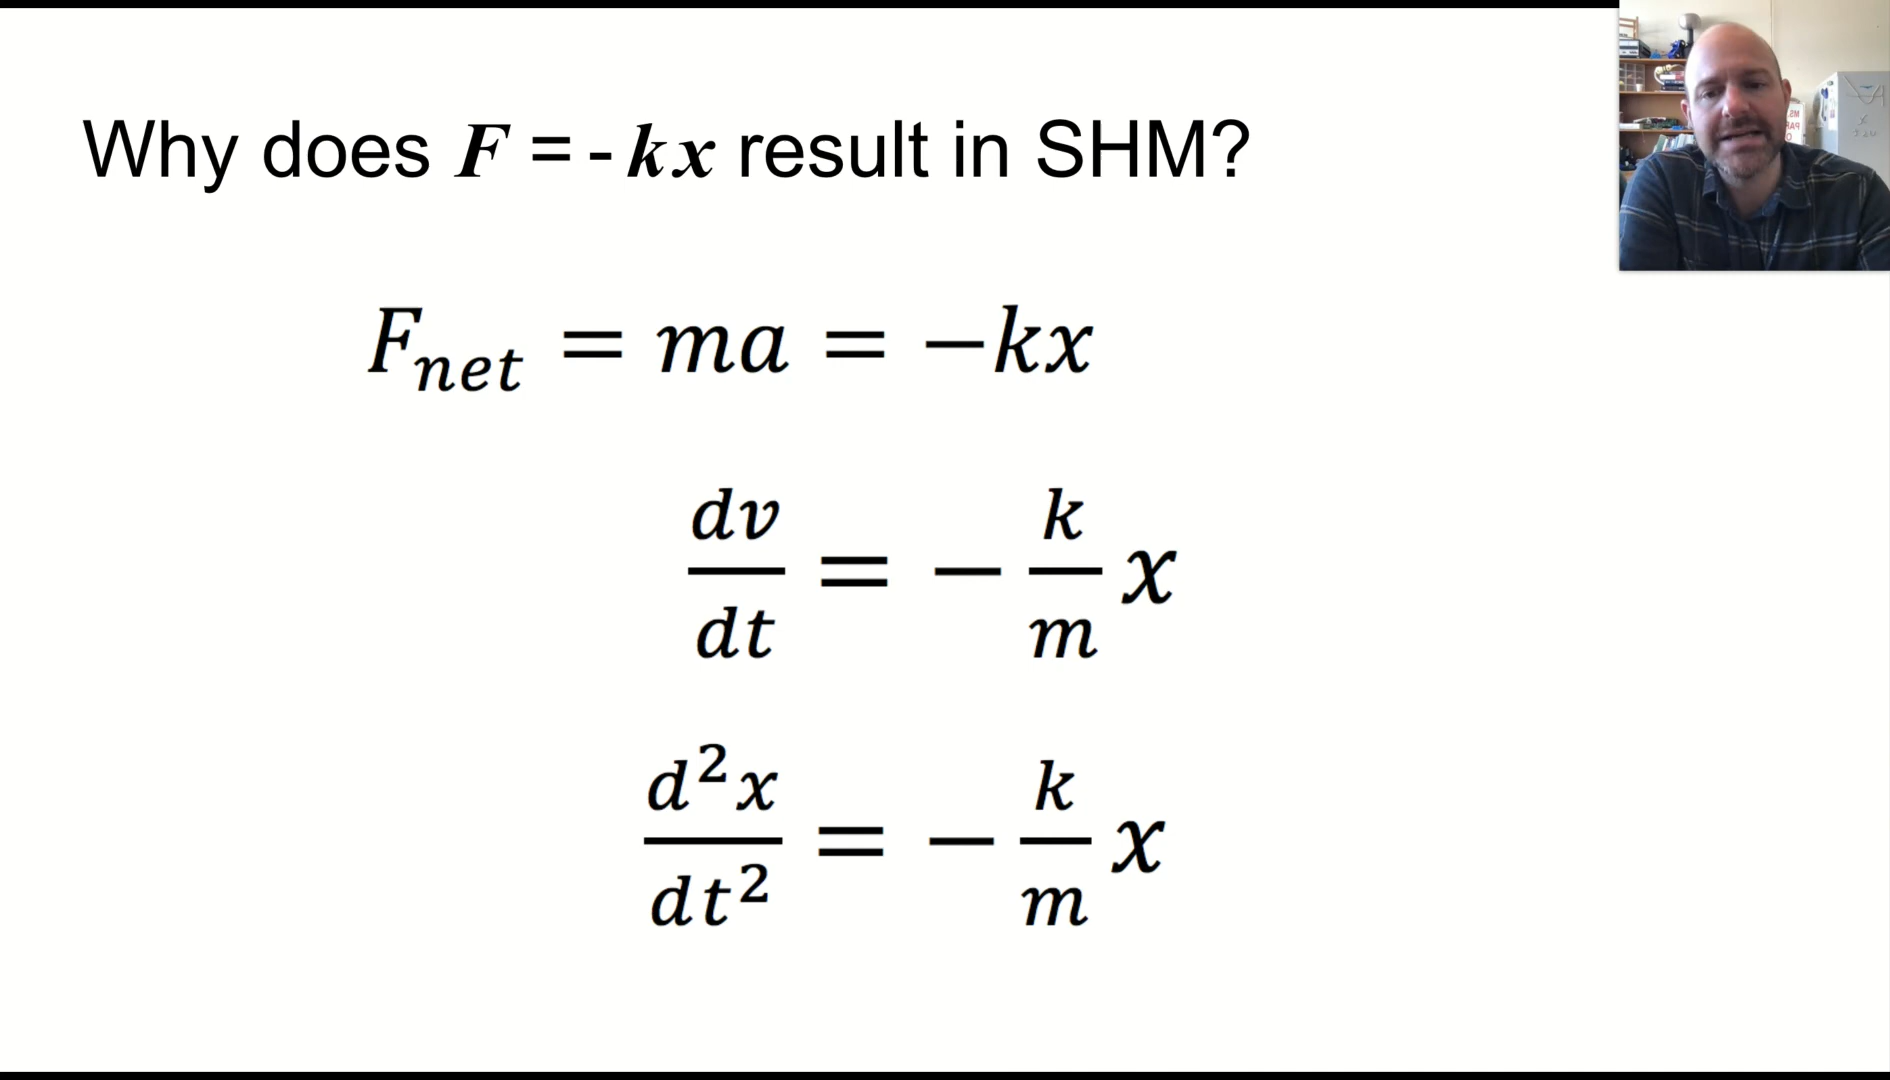 Why does F = - kx result in SHM?
F_net = ma = −kx
dv/dt = − k/m x
d²x/dt² = − k/m x